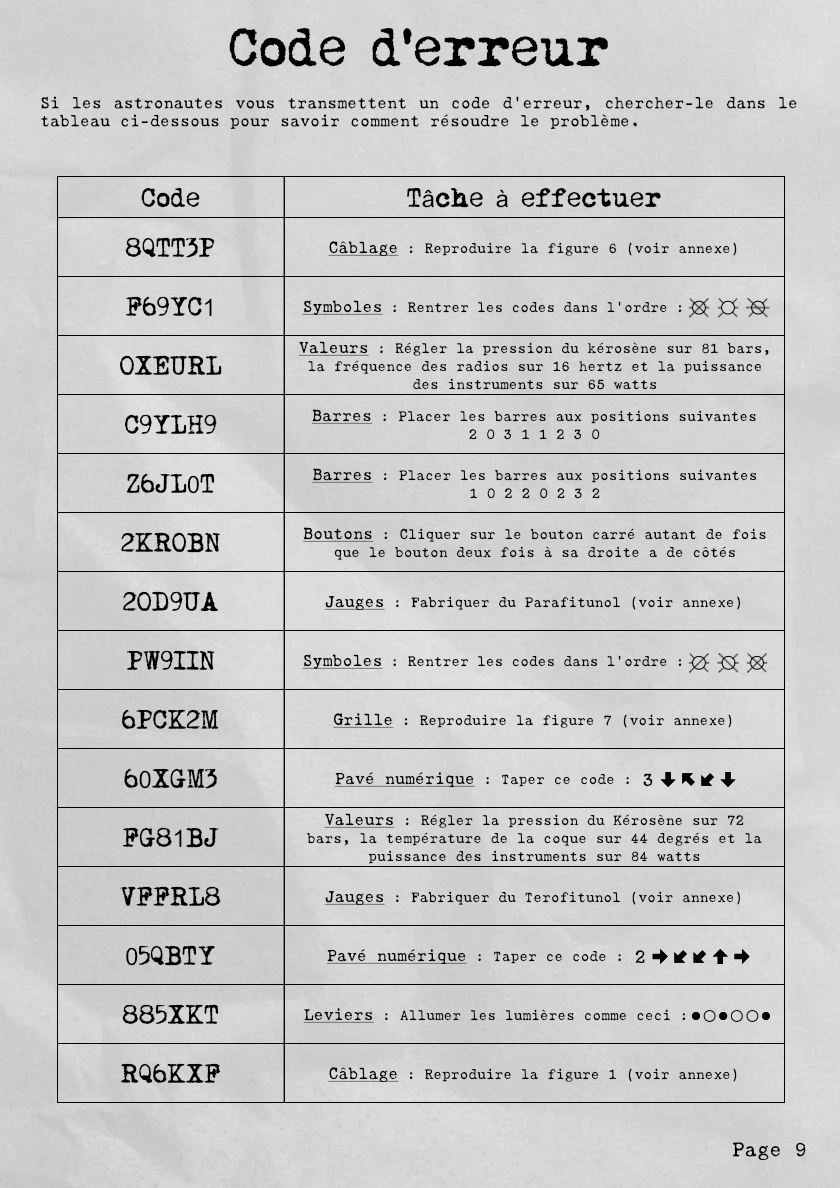 Code d'erreur
Si les astronautes vous transmettent un code d'erreur, chercher-le dans le
tableau ci-dessous pour savoir comment résoudre le problème.
Code Tâche à effectuer
8QTT3P Câblage : Reproduire la figure 6 (voir annexe)
F69YC1 Symboles : Rentrer les codes dans l'ordre :
0XEURL Valeurs : Régler la pression du kérosène sur 81 bars,
la fréquence des radios sur 16 hertz et la puissance
des instruments sur 65 watts
C9YLH9 Barres : Placer les barres aux positions suivantes
2 0 3 1 1 2 3 0
Z6JL0T Barres : Placer les barres aux positions suivantes
1 0 2 2 0 2 3 2
2KROBN Boutons : Cliquer sur le bouton carré autant de fois
que le bouton deux fois à sa droite a de côtés
2OD9UA Jauges : Fabriquer du Parafitunol (voir annexe)
PW9IIN Symboles : Rentrer les codes dans l'ordre :
6PCK2M Grille : Reproduire la figure 7 (voir annexe)
60XGM3 Pavé numérique : Taper ce code : 3 ⬇ ⬉ ⬋ ⬇
FG81BJ Valeurs : Régler la pression du Kérosène sur 72
bars, la température de la coque sur 44 degrés et la
puissance des instruments sur 84 watts
VFFRL8 Jauges : Fabriquer du Terofitunol (voir annexe)
05QBTY Pavé numérique : Taper ce code : 2 ➡ ⬋ ⬋ ⬆ ➡
885XKT Leviers : Allumer les lumières comme ceci : ●○●○○●
RQ6KXF Câblage : Reproduire la figure 1 (voir annexe)
Page 9